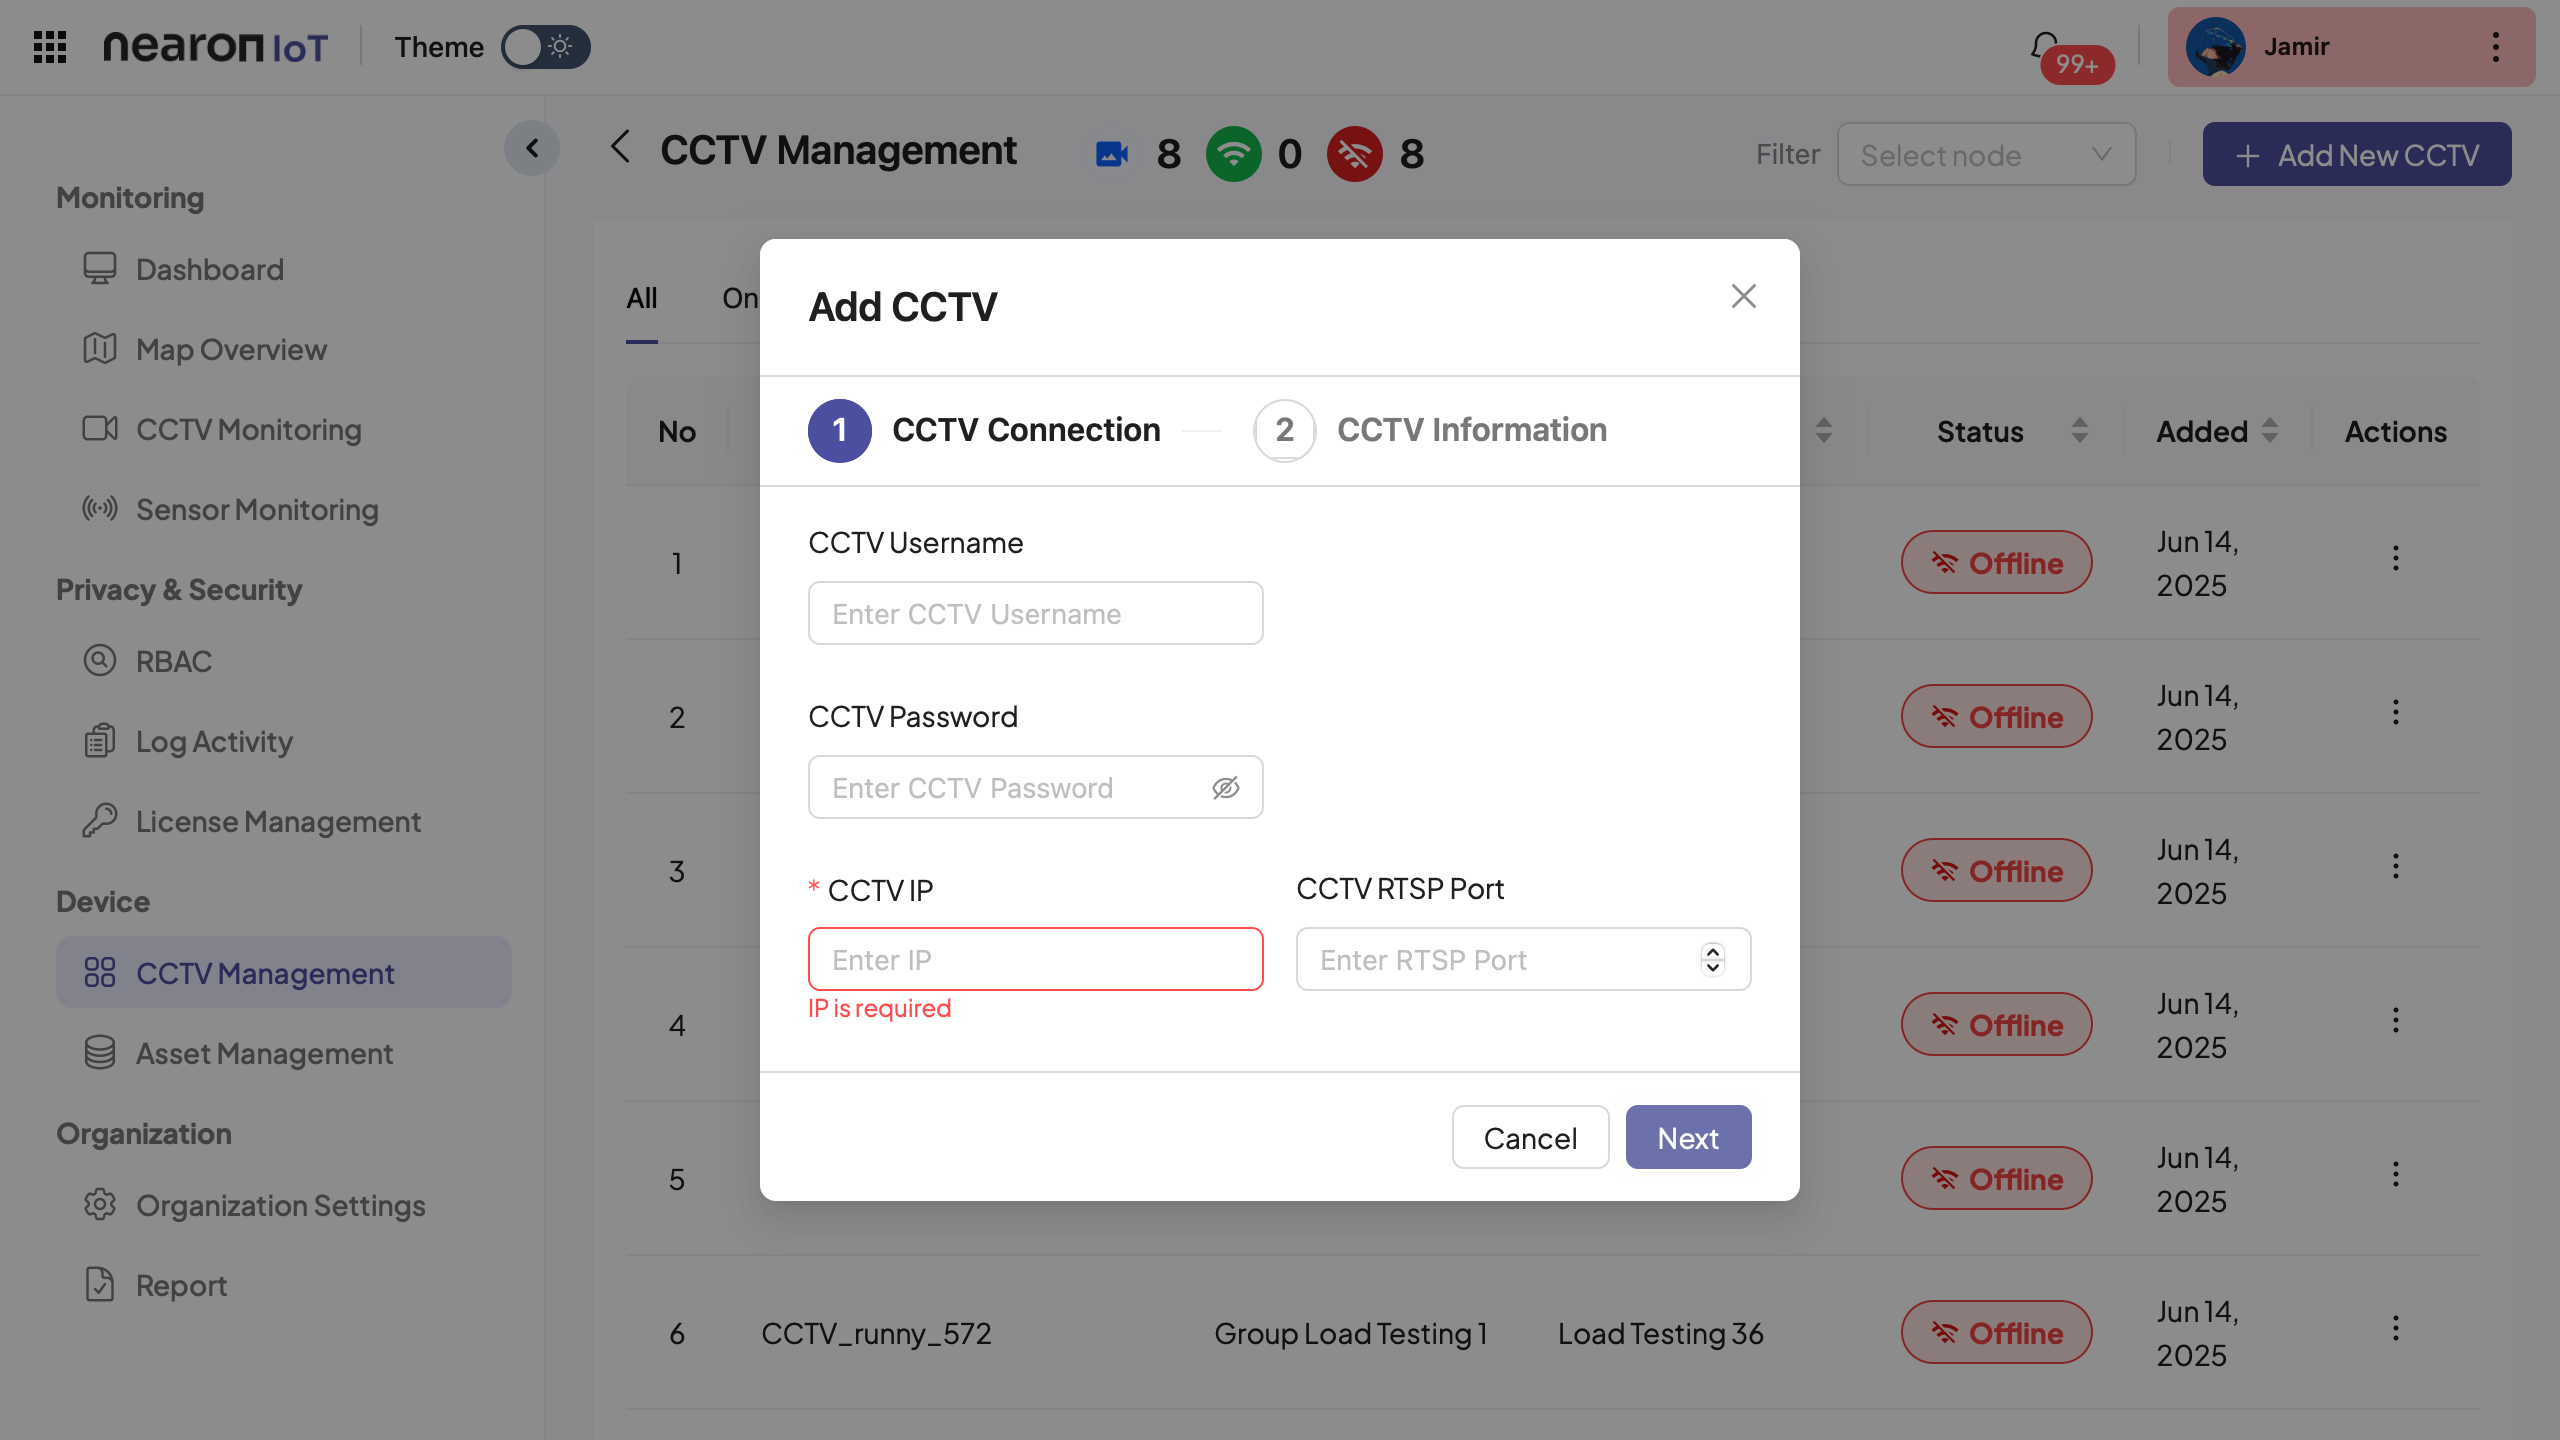 nearon IoT
Theme
99+
Jamir
Monitoring
Dashboard
Map Overview
CCTV Monitoring
Sensor Monitoring
Privacy & Security
RBAC
Log Activity
License Management
Device
CCTV Management
Asset Management
Organization
Organization Settings
Report
CCTV Management
8
0
8
Filter
Select node
Add New CCTV
All
On
No
Status
Added
Actions
1
Offline
Jun 14,
2025
2
Offline
Jun 14,
2025
3
Offline
Jun 14,
2025
4
Offline
Jun 14,
2025
5
Offline
Jun 14,
2025
6
CCTV_runny_572
Group Load Testing 1
Load Testing 36
Offline
Jun 14,
2025
Add CCTV
1
CCTV Connection
2
CCTV Information
CCTV Username
Enter CCTV Username
CCTV Password
Enter CCTV Password
* CCTV IP
Enter IP
IP is required
CCTV RTSP Port
Enter RTSP Port
Cancel
Next